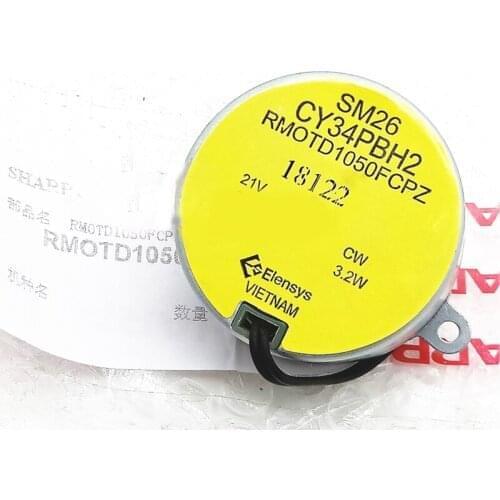 SM26
CY34PBH2
RMOTD1050FCPZ
18122
21V
CW
3.2W
Elensys
VIETNAM
SHARP
部品名
RMOTD1050FCP
RMOTD1050
机种名
数量